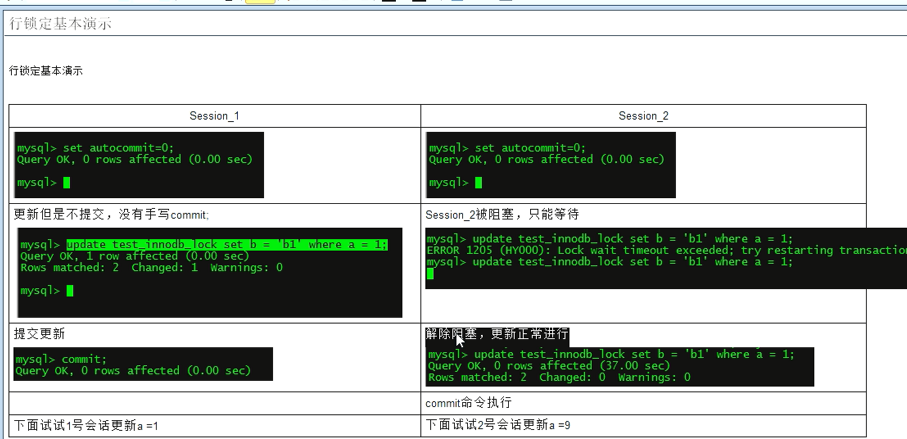 行锁定基本演示
行锁定基本演示
Session_1
Session_2
mysql> set autocommit=0;
Query OK, 0 rows affected (0.00 sec)
mysql>
mysql> set autocommit=0;
Query OK, 0 rows affected (0.00 sec)
mysql>
更新但是不提交，没有手写commit;
mysql> update test_innodb_lock set b = 'b1' where a = 1;
Query OK, 1 row affected (0.00 sec)
Rows matched: 2  Changed: 1  Warnings: 0
mysql>
Session_2被阻塞，只能等待
mysql> update test_innodb_lock set b = 'b1' where a = 1;
ERROR 1205 (HY000): Lock wait timeout exceeded; try restarting transactio
mysql> update test_innodb_lock set b = 'b1' where a = 1;
提交更新
mysql> commit;
Query OK, 0 rows affected (0.00 sec)
解除阻塞，更新正常进行
mysql> update test_innodb_lock set b = 'b1' where a = 1;
Query OK, 0 rows affected (37.00 sec)
Rows matched: 2  Changed: 0  Warnings: 0
commit命令执行
下面试试1号会话更新a =1
下面试试2号会话更新a =9